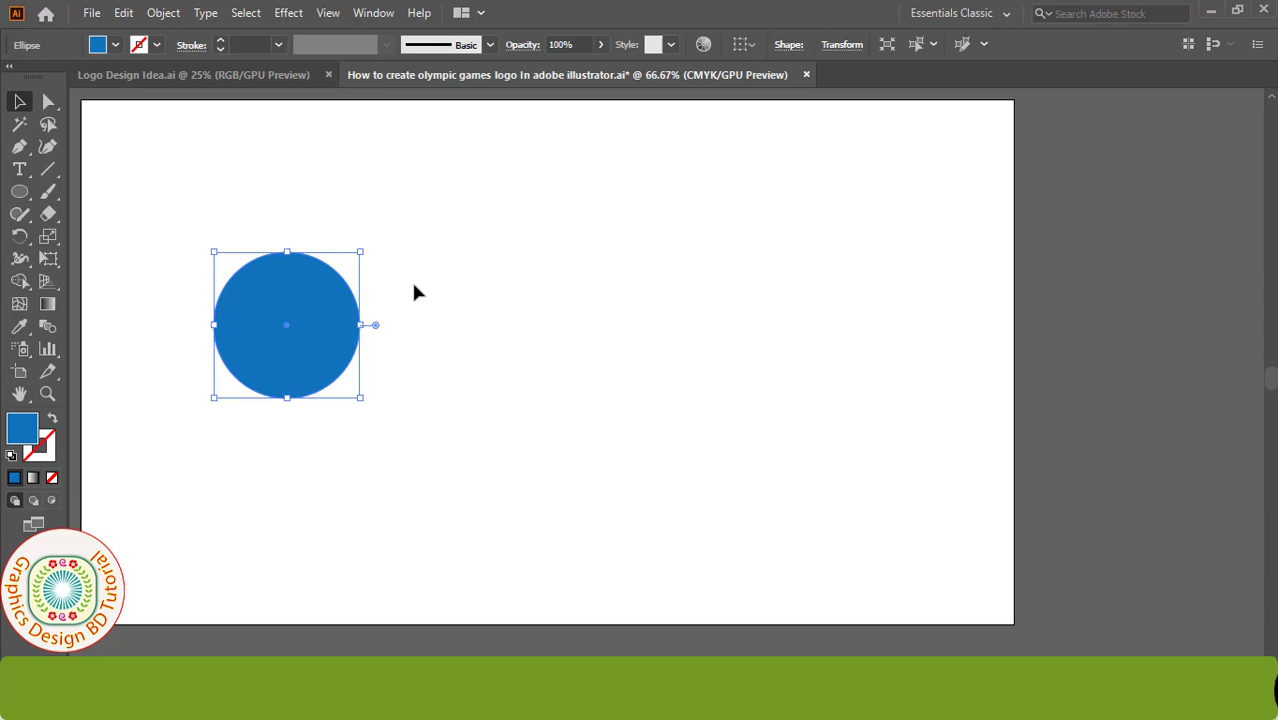 Ai File Edit Object Type Select Effect View Window Help Essentials Classic Search Adobe Stock
Ellipse Stroke: Basic Opacity: 100% Style: Shape: Transform
Logo Design Idea.ai @ 25% (RGB/GPU Preview) × How to create olympic games logo In adobe illustrator.ai* @ 66.67% (CMYK/GPU Preview) ×
Graphics Design BD Tutorial